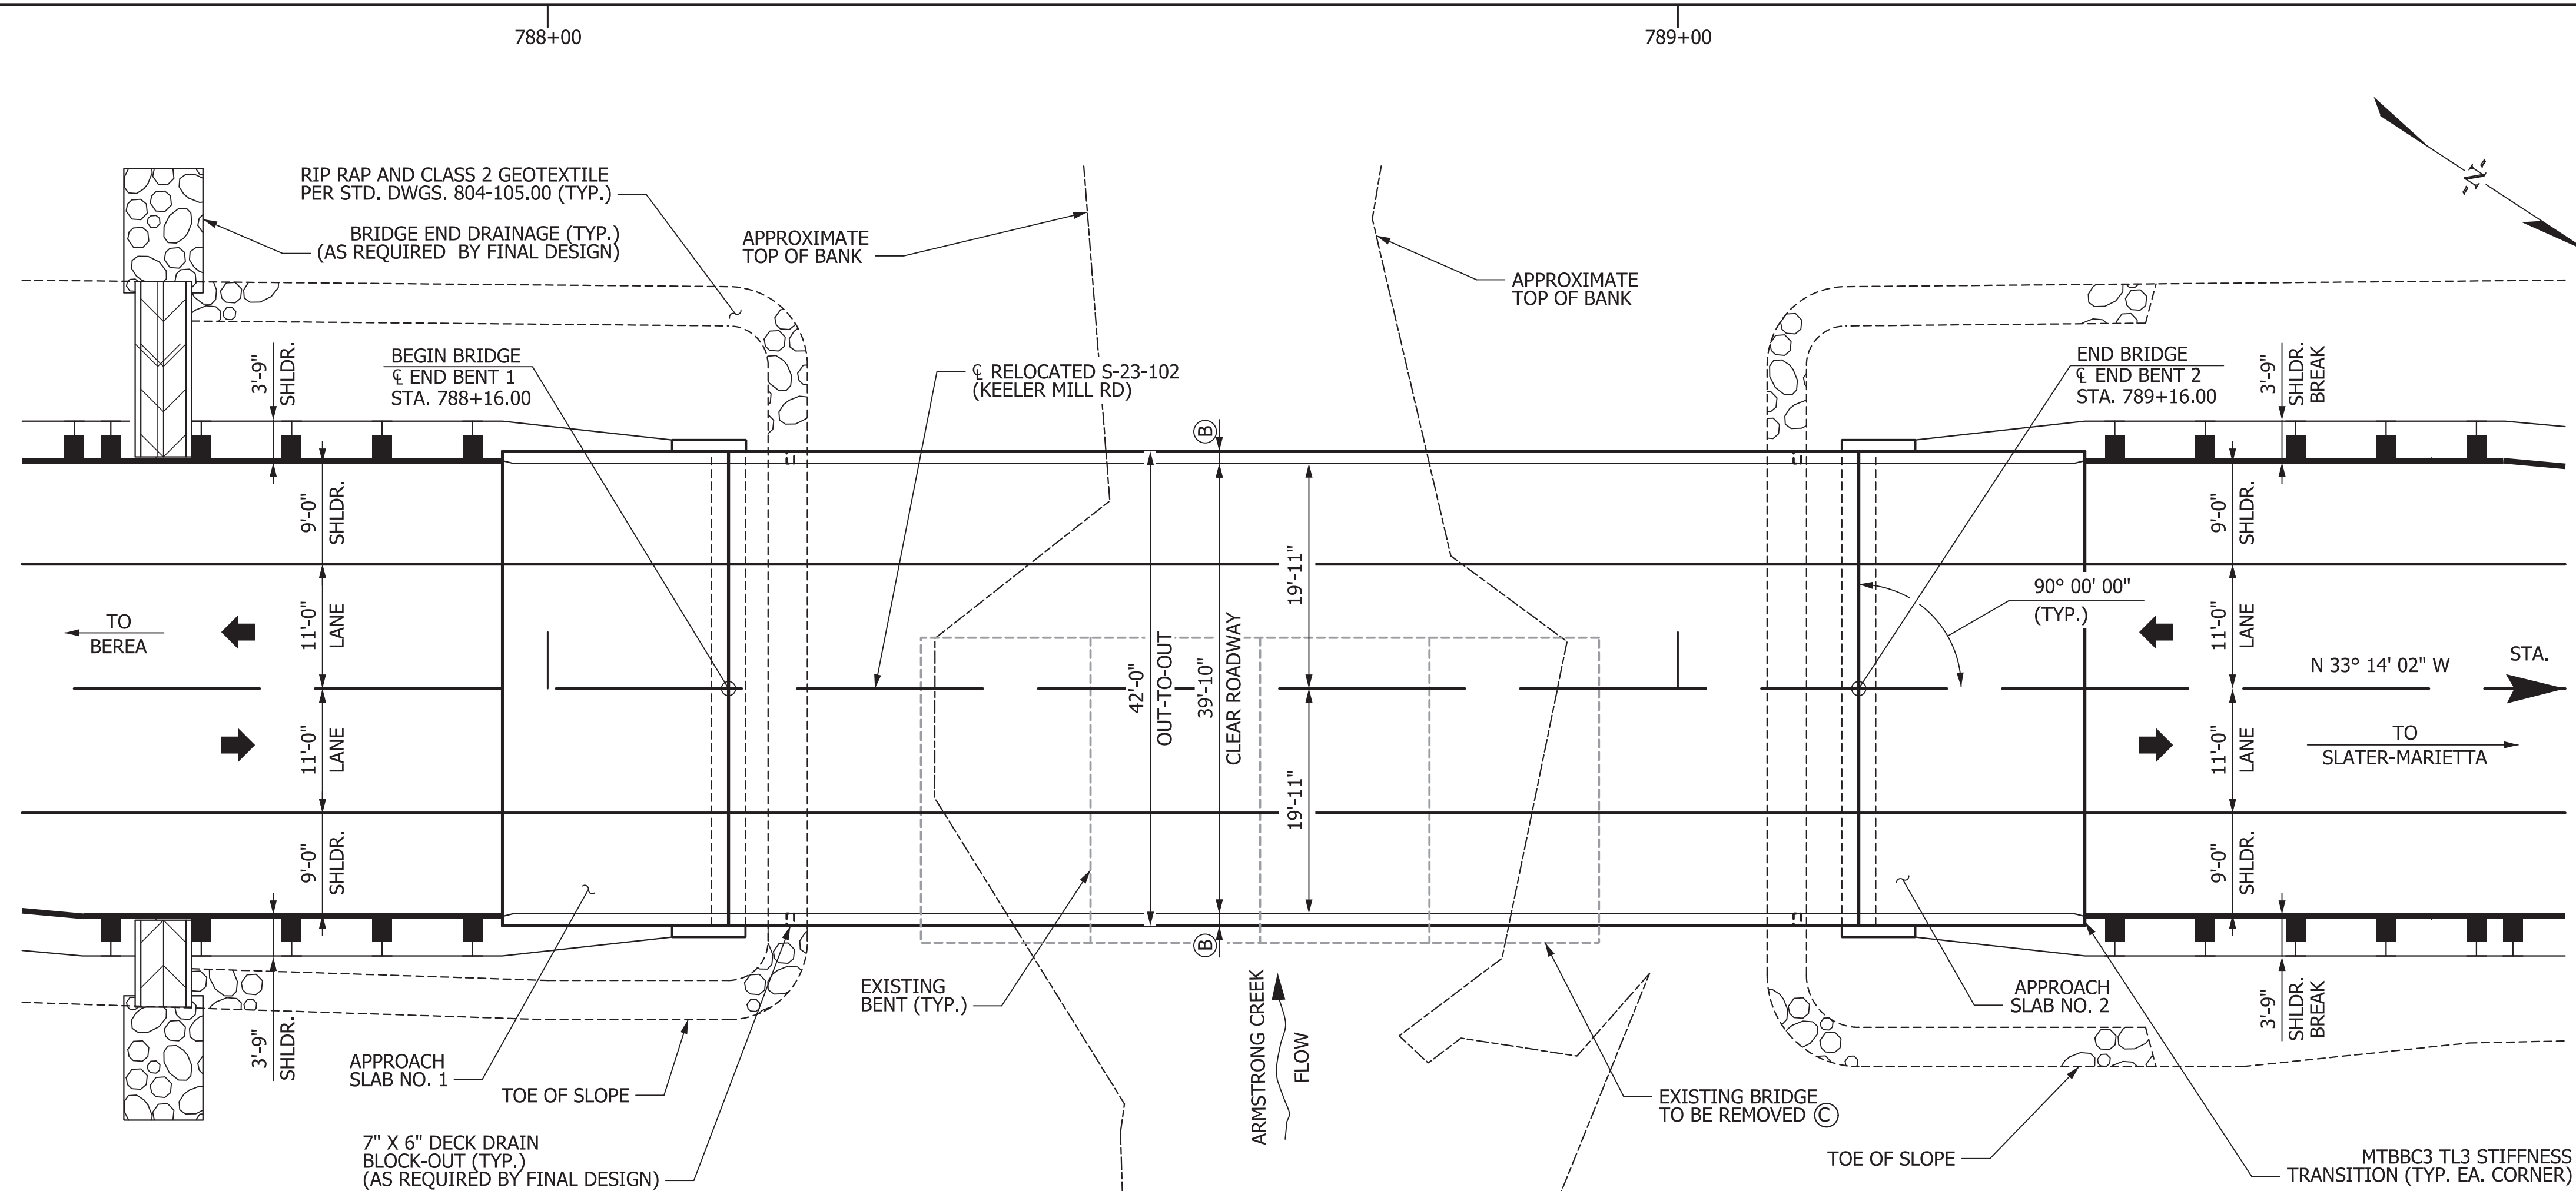 788+00
789+00
-N-
RIP RAP AND CLASS 2 GEOTEXTILE
PER STD. DWGS. 804-105.00 (TYP.)
BRIDGE END DRAINAGE (TYP.)
(AS REQUIRED BY FINAL DESIGN)
APPROXIMATE
TOP OF BANK
APPROXIMATE
TOP OF BANK
3'-9"
SHLDR.
BEGIN BRIDGE
℄ END BENT 1
STA. 788+16.00
℄ RELOCATED S-23-102
(KEELER MILL RD)
END BRIDGE
℄ END BENT 2
STA. 789+16.00
3'-9"
SHLDR.
BREAK
B
9'-0"
SHLDR.
11'-0"
LANE
11'-0"
LANE
9'-0"
SHLDR.
TO
BEREA
19'-11"
19'-11"
42'-0"
OUT-TO-OUT
39'-10"
CLEAR ROADWAY
90° 00' 00"
(TYP.)
9'-0"
SHLDR.
11'-0"
LANE
11'-0"
LANE
9'-0"
SHLDR.
N 33° 14' 02" W
STA.
TO
SLATER-MARIETTA
B
3'-9"
SHLDR.
APPROACH
SLAB NO. 1
TOE OF SLOPE
7" X 6" DECK DRAIN
BLOCK-OUT (TYP.)
(AS REQUIRED BY FINAL DESIGN)
EXISTING
BENT (TYP.)
ARMSTRONG CREEK
FLOW
EXISTING BRIDGE
TO BE REMOVED C
APPROACH
SLAB NO. 2
3'-9"
SHLDR.
BREAK
TOE OF SLOPE
MTBBC3 TL3 STIFFNESS
TRANSITION (TYP. EA. CORNER)